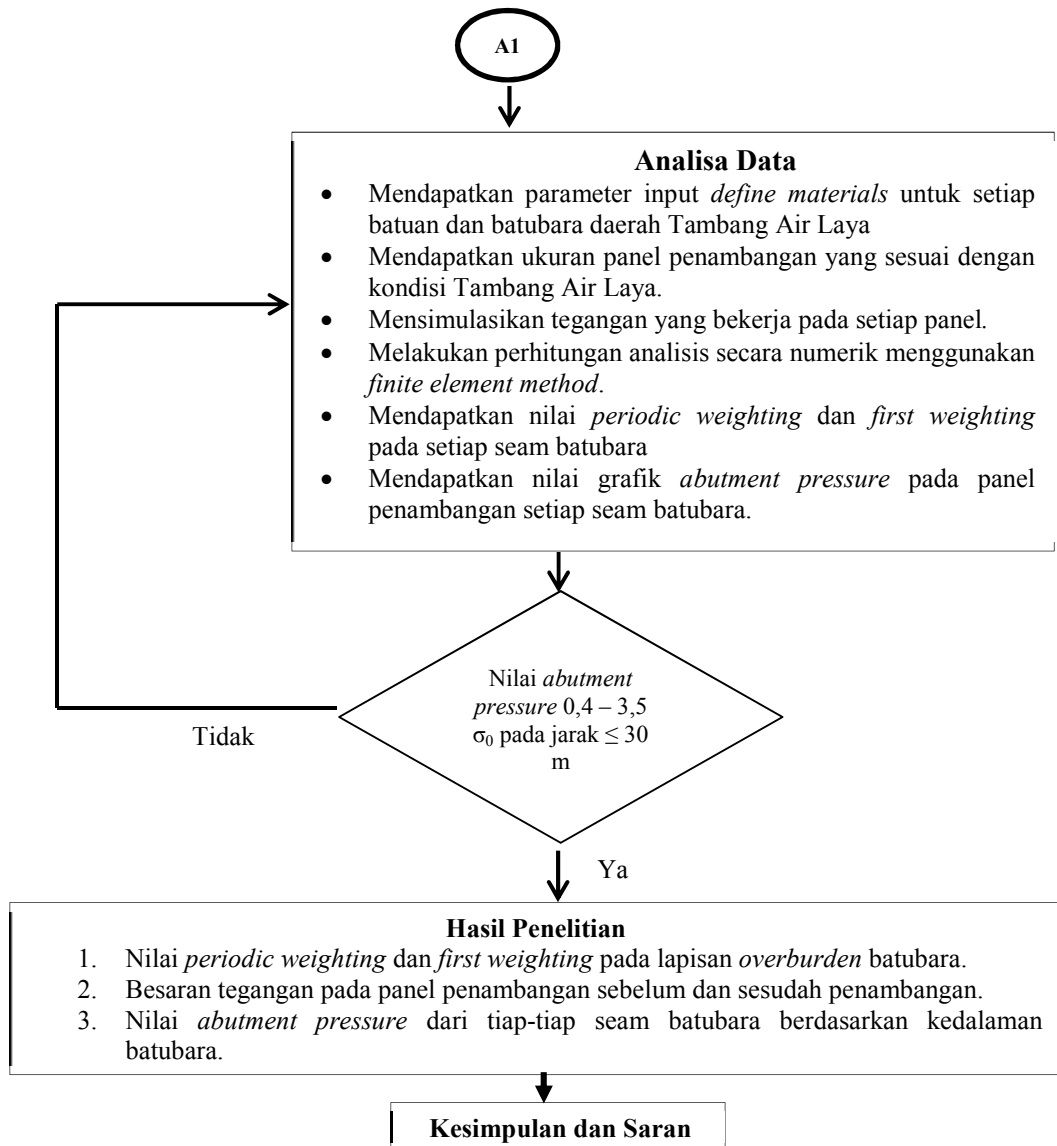 A1
Analisa Data
• Mendapatkan parameter input define materials untuk setiap
batuan dan batubara daerah Tambang Air Laya
• Mendapatkan ukuran panel penambangan yang sesuai dengan
kondisi Tambang Air Laya.
• Mensimulasikan tegangan yang bekerja pada setiap panel.
• Melakukan perhitungan analisis secara numerik menggunakan
finite element method.
• Mendapatkan nilai periodic weighting dan first weighting
pada setiap seam batubara
• Mendapatkan nilai grafik abutment pressure pada panel
penambangan setiap seam batubara.
Nilai abutment
pressure 0,4 – 3,5
σ₀ pada jarak ≤ 30
m
Tidak
Ya
Hasil Penelitian
1. Nilai periodic weighting dan first weighting pada lapisan overburden batubara.
2. Besaran tegangan pada panel penambangan sebelum dan sesudah penambangan.
3. Nilai abutment pressure dari tiap-tiap seam batubara berdasarkan kedalaman
batubara.
Kesimpulan dan Saran